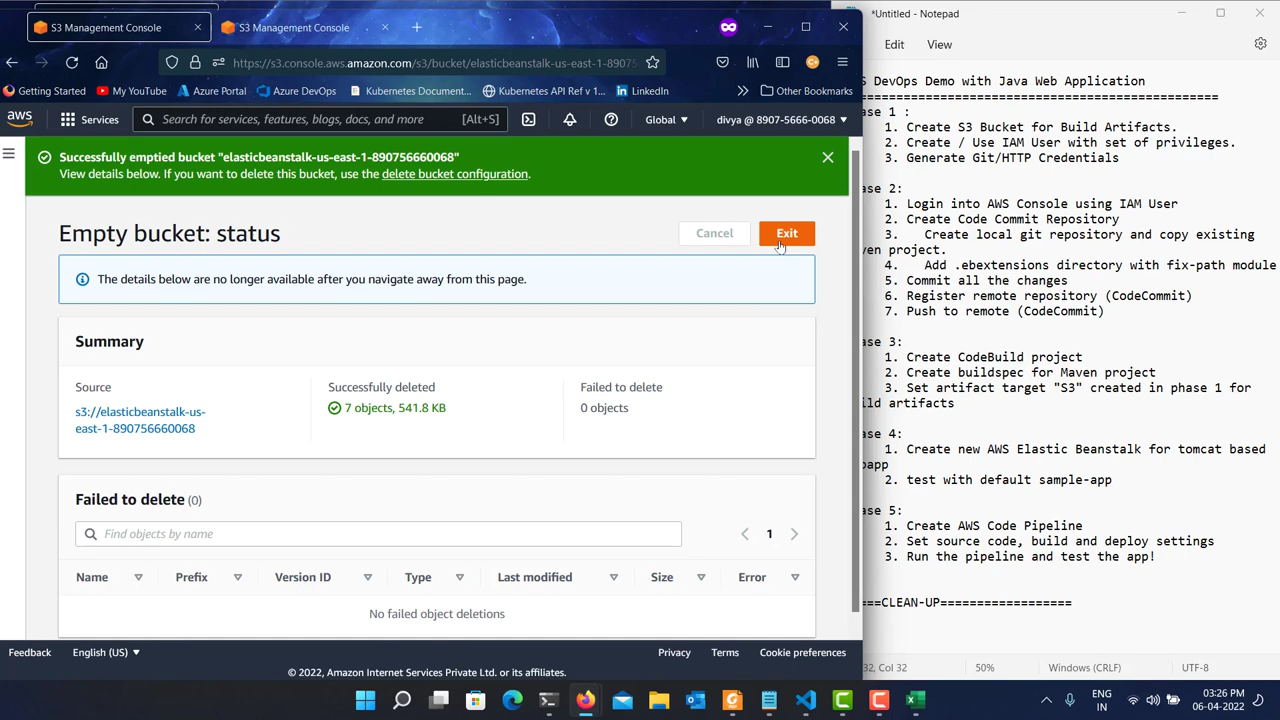 S3 Management Console
S3 Management Console
*Untitled - Notepad
https://s3.console.aws.amazon.com/s3/bucket/elasticbeanstalk-us-east-1-89075
Getting Started
My YouTube
Azure Portal
Azure DevOps
Kubernetes Document...
Kubernetes API Ref v 1...
LinkedIn
Other Bookmarks
aws
Services
Search for services, features, blogs, docs, and more
[Alt+S]
Global
divya @ 8907-5666-0068
Successfully emptied bucket "elasticbeanstalk-us-east-1-890756660068"
View details below. If you want to delete this bucket, use the delete bucket configuration.
Empty bucket: status
Cancel
Exit
The details below are no longer available after you navigate away from this page.
Summary
Source
s3://elasticbeanstalk-us-
east-1-890756660068
Successfully deleted
7 objects, 541.8 KB
Failed to delete
0 objects
Failed to delete (0)
Find objects by name
1
Name
Prefix
Version ID
Type
Last modified
Size
Error
No failed object deletions
Feedback
English (US)
Privacy
Terms
Cookie preferences
© 2022, Amazon Internet Services Private Ltd. or its affiliates.
Edit
View
S DevOps Demo with Java Web Application
==================================================
ase 1 :
1. Create S3 Bucket for Build Artifacts.
2. Create / Use IAM User with set of privileges.
3. Generate Git/HTTP Credentials
ase 2:
1. Login into AWS Console using IAM User
2. Create Code Commit Repository
3. Create local git repository and copy existing
ven project.
4. Add .ebextensions directory with fix-path module
5. Commit all the changes
6. Register remote repository (CodeCommit)
7. Push to remote (CodeCommit)
ase 3:
1. Create CodeBuild project
2. Create buildspec for Maven project
3. Set artifact target "S3" created in phase 1 for
ild artifacts
ase 4:
1. Create new AWS Elastic Beanstalk for tomcat based
bapp
2. test with default sample-app
ase 5:
1. Create AWS Code Pipeline
2. Set source code, build and deploy settings
3. Run the pipeline and test the app!
===CLEAN-UP==================
32, Col 32
50%
Windows (CRLF)
UTF-8
ENG
IN
03:26 PM
06-04-2022